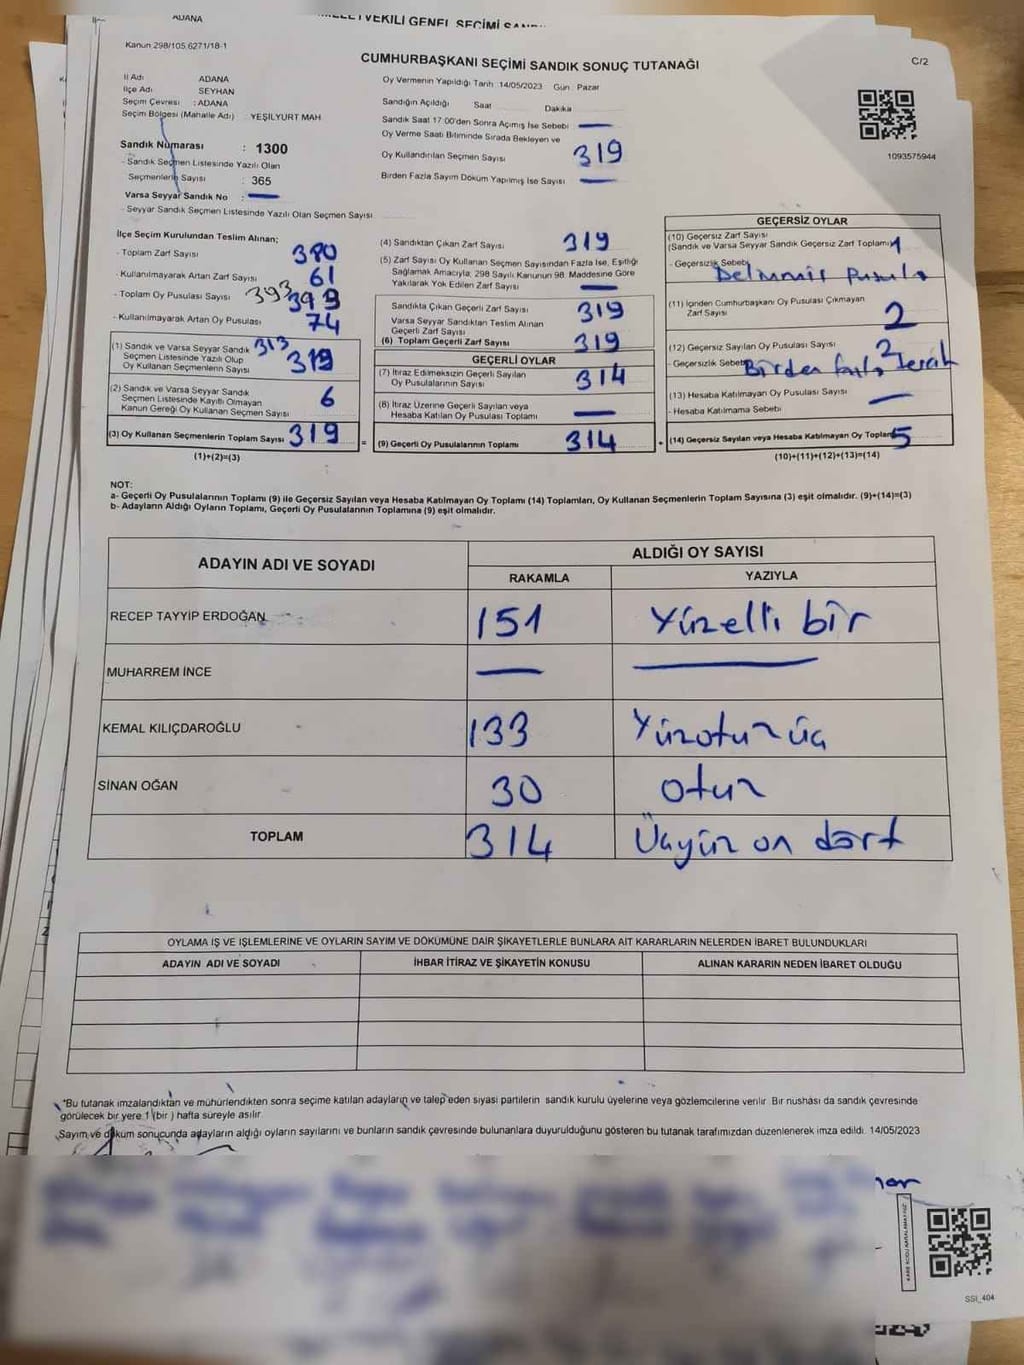 ADANA
Kanun 298/105,6271/18-1
CUMHURBAŞKANI SEÇİMİ SANDIK SONUÇ TUTANAĞI
C/2
İl Adı ADANA
İlçe Adı SEYHAN
Seçim Çevresi : ADANA
Seçim Bölgesi (Mahalle Adı) YEŞİLYURT MAH
Sandık Numarası : 1300
- Sandık Seçmen Listesinde Yazılı Olan
Seçmenlerin Sayısı : 365
Varsa Seyyar Sandık No : —
- Seyyar Sandık Seçmen Listesinde Yazılı Olan Seçmen Sayısı
Oy Vermenin Yapıldığı Tarih :14/05/2023 Gün : Pazar
Sandığın Açıldığı Saat Dakika
Sandık Saat 17:00'den Sonra Açımış İse Sebebi —
Oy Verme Saati Bitiminde Sırada Bekleyen ve
Oy Kullandırılan Seçmen Sayısı 319
Birden Fazla Sayım Döküm Yapılmış İse Sayısı —
1093575944
İlçe Seçim Kurulundan Teslim Alınan;
- Toplam Zarf Sayısı 380
- Kullanılmayarak Artan Zarf Sayısı 61
- Toplam Oy Pusulası Sayısı 393 399
- Kullanılmayarak Artan Oy Pusulası 74
(1) Sandık ve Varsa Seyyar Sandık
Seçmen Listesinde Yazılı Olup
Oy Kullanan Seçmenlerin Sayısı 313 319
(2) Sandık ve Varsa Seyyar Sandık
Seçmen Listesinde Kayıtlı Olmayan
Kanun Gereği Oy Kullanan Seçmen Sayısı 6
(3) Oy Kullanan Seçmenlerin Toplam Sayısı 319
(1)+(2)=(3)
(4) Sandıktan Çıkan Zarf Sayısı 319
(5) Zarf Sayısı Oy Kullanan Seçmen Sayısından Fazla İse, Eşitliği
Sağlamak Amacıyla, 298 Sayılı Kanunun 98. Maddesine Göre
Yakılarak Yok Edilen Zarf Sayısı —
Sandıkta Çıkan Geçerli Zarf Sayısı 319
Varsa Seyyar Sandıktan Teslim Alınan
Geçerli Zarf Sayısı
(6) Toplam Geçerli Zarf Sayısı 319
GEÇERLİ OYLAR
(7) İtiraz Edilmeksizin Geçerli Sayılan
Oy Pusulalarının Sayısı 314
(8) İtiraz Üzerine Geçerli Sayılan veya
Hesaba Katılan Oy Pusulası Toplamı —
= (9) Geçerli Oy Pusulalarının Toplamı 314
GEÇERSİZ OYLAR
(10) Geçersiz Zarf Sayısı
(Sandık ve Varsa Seyyar Sandık Geçersiz Zarf Toplamı) 1
- Geçersizlik Sebebi
(11) İçinden Cumhurbaşkanı Oy Pusulası Çıkmayan
Zarf Sayısı 2
(12) Geçersiz Sayılan Oy Pusulası Sayısı 2
- Geçersizlik Sebebi Birden fazla Tercih
(13) Hesaba Katılmayan Oy Pusulası Sayısı —
- Hesaba Katılmama Sebebi
+ (14) Geçersiz Sayılan veya Hesaba Katılmayan Oy Toplamı 5
(10)+(11)+(12)+(13)=(14)
NOT:
a- Geçerli Oy Pusulalarının Toplamı (9) ile Geçersiz Sayılan veya Hesaba Katılmayan Oy Toplamı (14) Toplamları, Oy Kullanan Seçmenlerin Toplam Sayısına (3) eşit olmalıdır. (9)+(14)=(3)
b- Adayların Aldığı Oyların Toplamı, Geçerli Oy Pusulalarının Toplamına (9) eşit olmalıdır.
ADAYIN ADI VE SOYADI
ALDIĞI OY SAYISI
RAKAMLA YAZIYLA
RECEP TAYYİP ERDOĞAN 151 Yüzelli bir
MUHARREM İNCE — —
KEMAL KILIÇDAROĞLU 133 Yüzotuz üç
SİNAN OĞAN 30 otuz
TOPLAM 314 Üçyüz on dört
OYLAMA İŞ VE İŞLEMLERİNE VE OYLARIN SAYIM VE DÖKÜMÜNE DAİR ŞİKAYETLERLE BUNLARA AİT KARARLARIN NELERDEN İBARET BULUNDUKLARI
ADAYIN ADI VE SOYADI İHBAR İTİRAZ VE ŞİKAYETİN KONUSU ALINAN KARARIN NEDEN İBARET OLDUĞU
*Bu tutanak imzalandıktan ve mühürlendikten sonra seçime katılan adayların ve talep eden siyasi partilerin sandık kurulu üyelerine veya gözlemcilerine verilir. Bir nushası da sandık çevresinde
görülecek bir yere 1 (bir ) hafta süreyle asılır.
Sayım ve döküm sonucunda adayların aldığı oyların sayılarını ve bunların sandık çevresinde bulunanlara duyurulduğunu gösteren bu tutanak tarafımızdan düzenlenerek imza edildi. 14/05/2023
SSI_404